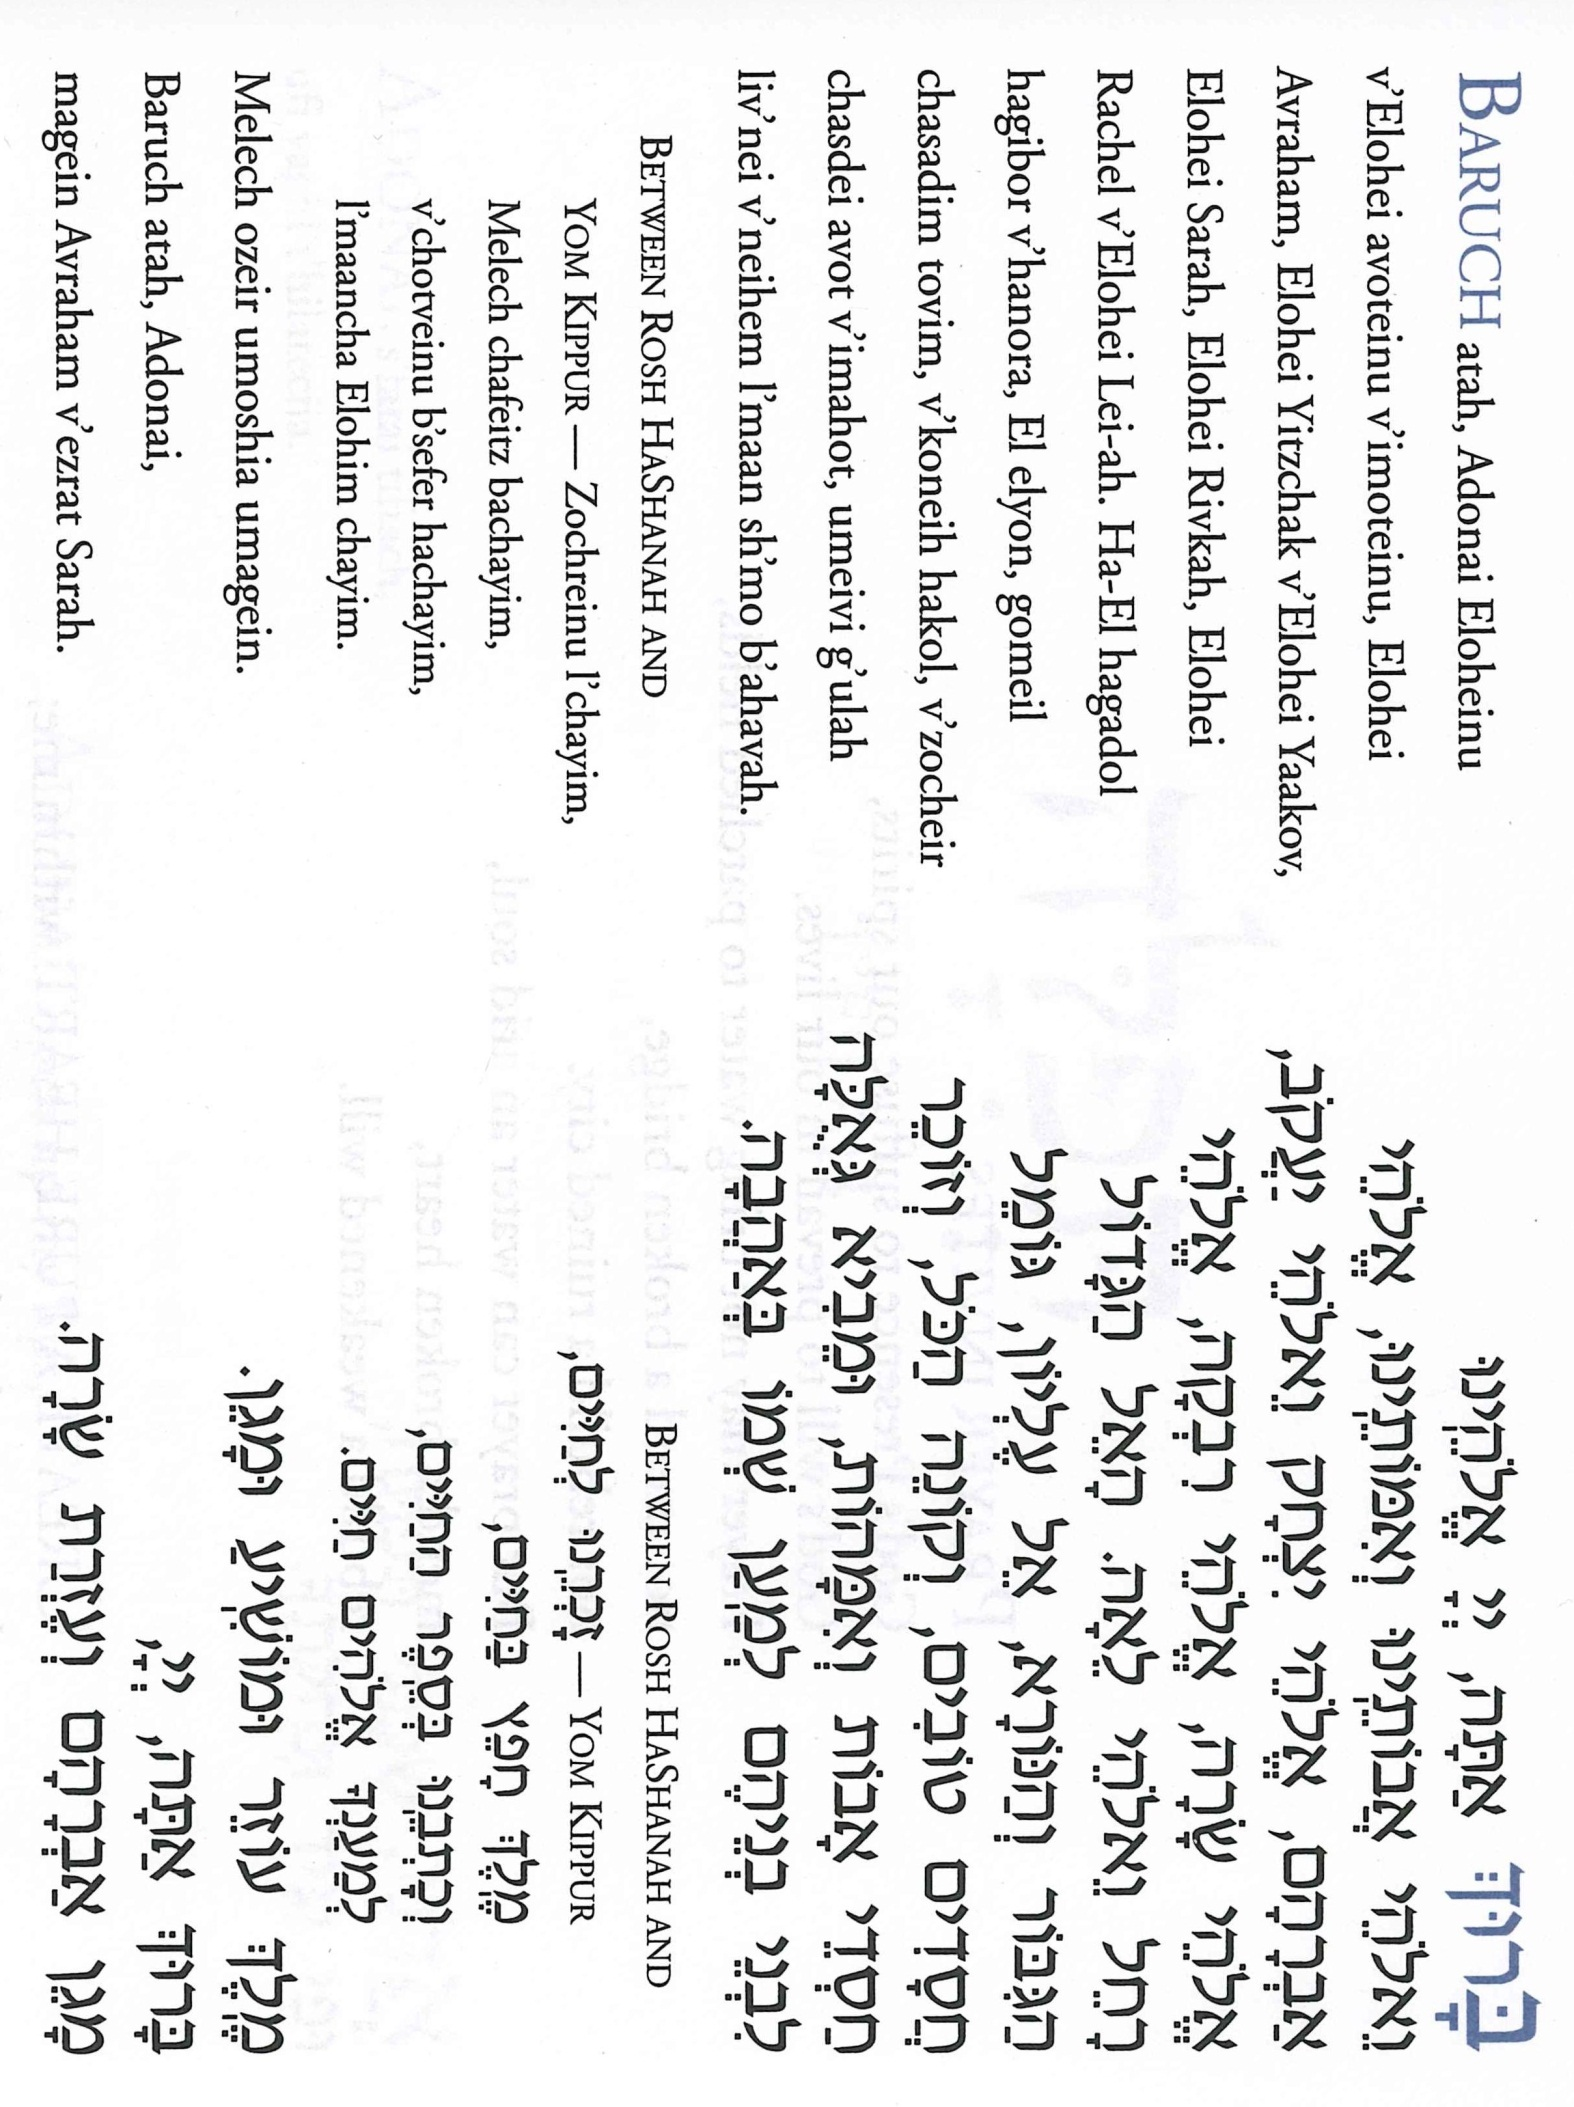 BARUCH atah, Adonai Eloheinu
v'Elohei avoteinu v'imoteinu, Elohei
Avraham, Elohei Yitzchak v'Elohei Yaakov,
Elohei Sarah, Elohei Rivkah, Elohei
Rachel v'Elohei Lei-ah. Ha-El hagadol
hagibor v'hanora, El elyon, gomeil
chasadim tovim, v'koneih hakol, v'zocheir
chasdei avot v'imahot, umeivi g'ulah
liv'nei v'neihem l'maan sh'mo b'ahavah.
BETWEEN ROSH HASHANAH AND
YOM KIPPUR — Zochreinu l'chayim,
Melech chafeitz bachayim,
v'chotveinu b'sefer hachayim,
l'maancha Elohim chayim.
Melech ozeir umoshia umagein.
Baruch atah, Adonai,
magein Avraham v'ezrat Sarah.
בָּרוּךְ אַתָּה, יְיָ אֱלֹהֵינוּ
וֵאלֹהֵי אֲבוֹתֵינוּ וְאִמּוֹתֵינוּ, אֱלֹהֵי
אַבְרָהָם, אֱלֹהֵי יִצְחָק וֵאלֹהֵי יַעֲקֹב,
אֱלֹהֵי שָׂרָה, אֱלֹהֵי רִבְקָה, אֱלֹהֵי
רָחֵל וֵאלֹהֵי לֵאָה. הָאֵל הַגָּדוֹל
הַגִּבּוֹר וְהַנּוֹרָא, אֵל עֶלְיוֹן, גּוֹמֵל
חֲסָדִים טוֹבִים, וְקוֹנֵה הַכֹּל, וְזוֹכֵר
חַסְדֵי אָבוֹת וְאִמָּהוֹת, וּמֵבִיא גְּאֻלָּה
לִבְנֵי בְנֵיהֶם לְמַעַן שְׁמוֹ בְּאַהֲבָה.
BETWEEN ROSH HASHANAH AND
YOM KIPPUR — זָכְרֵנוּ לְחַיִּים,
מֶלֶךְ חָפֵץ בַּחַיִּים,
וְכָתְבֵנוּ בְּסֵפֶר הַחַיִּים,
לְמַעַנְךָ אֱלֹהִים חַיִּים.
מֶלֶךְ עוֹזֵר וּמוֹשִׁיעַ וּמָגֵן.
בָּרוּךְ אַתָּה, יְיָ,
מָגֵן אַבְרָהָם וְעֶזְרַת שָׂרָה.